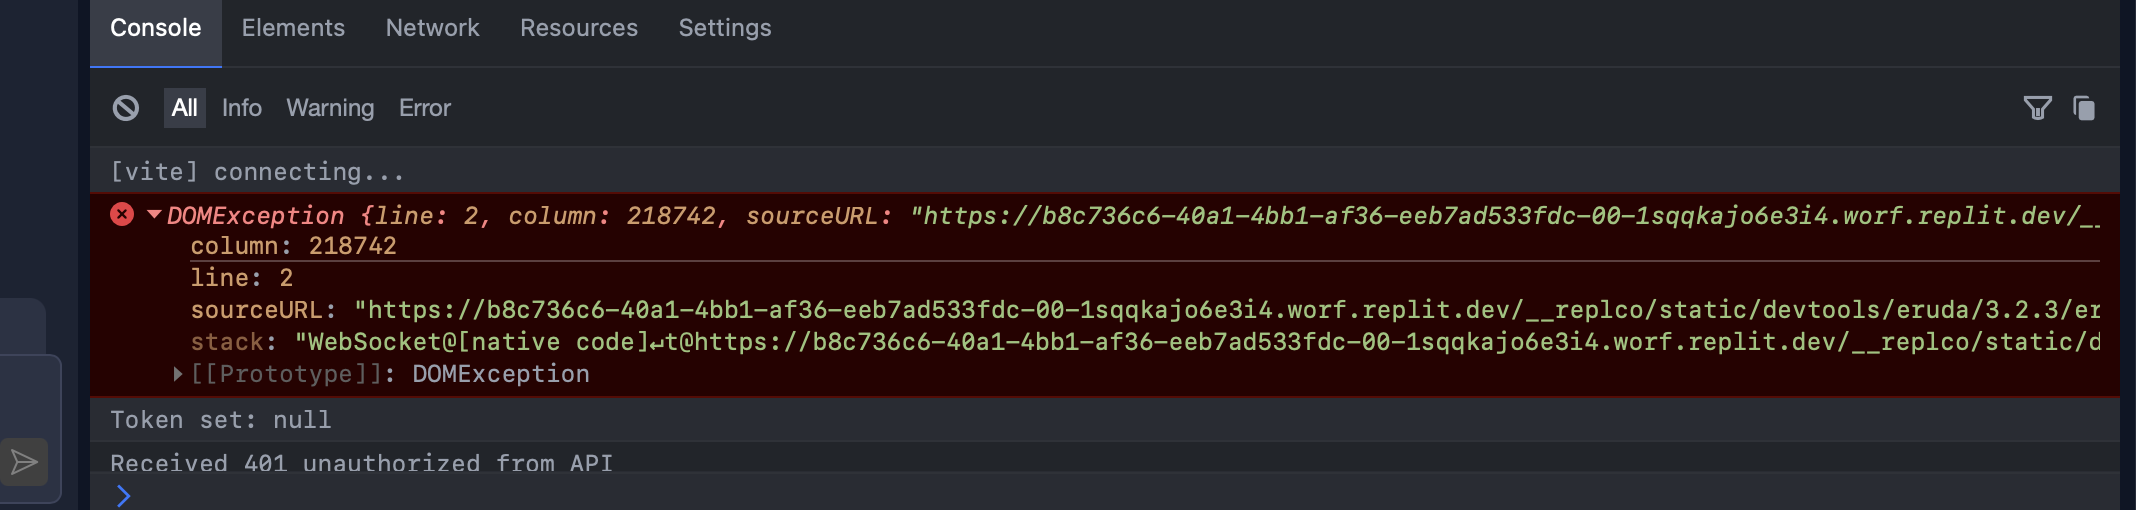 Console Elements Network Resources Settings
All Info Warning Error
[vite] connecting...
DOMException {line: 2, column: 218742, sourceURL: "https://b8c736c6-40a1-4bb1-af36-eeb7ad533fdc-00-1sqqkajo6e3i4.worf.replit.dev/__
column: 218742
line: 2
sourceURL: "https://b8c736c6-40a1-4bb1-af36-eeb7ad533fdc-00-1sqqkajo6e3i4.worf.replit.dev/__replco/static/devtools/eruda/3.2.3/er
stack: "WebSocket@[native code]↵t@https://b8c736c6-40a1-4bb1-af36-eeb7ad533fdc-00-1sqqkajo6e3i4.worf.replit.dev/__replco/static/d
[[Prototype]]: DOMException
Token set: null
Received 401 unauthorized from API